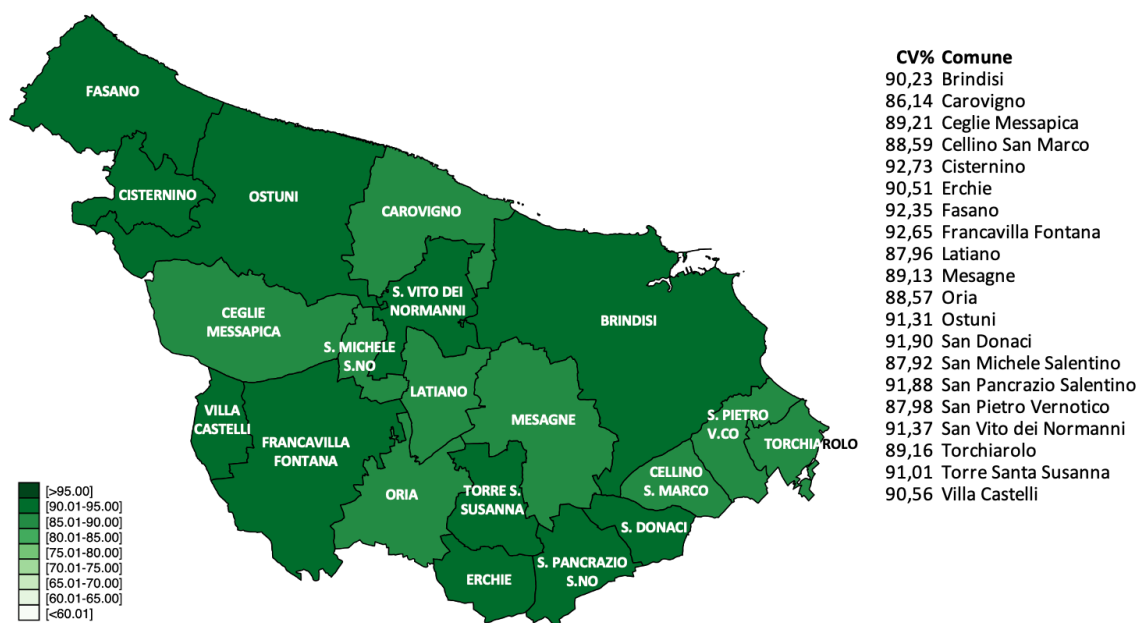 FASANO
CISTERNINO
OSTUNI
CAROVIGNO
S. VITO DEI
NORMANNI
CEGLIE
MESSAPICA
S. MICHELE
S.NO
BRINDISI
LATIANO
MESAGNE
VILLA
CASTELLI
FRANCAVILLA
FONTANA
S. PIETRO
V.CO
TORCHIAROLO
CELLINO
S. MARCO
ORIA
TORRE S.
SUSANNA
S. DONACI
S. PANCRAZIO
S.NO
ERCHIE
[>95.00]
[90.01-95.00]
[85.01-90.00]
[80.01-85.00]
[75.01-80.00]
[70.01-75.00]
[65.01-70.00]
[60.01-65.00]
[<60.01]
CV% Comune
90,23 Brindisi
86,14 Carovigno
89,21 Ceglie Messapica
88,59 Cellino San Marco
92,73 Cisternino
90,51 Erchie
92,35 Fasano
92,65 Francavilla Fontana
87,96 Latiano
89,13 Mesagne
88,57 Oria
91,31 Ostuni
91,90 San Donaci
87,92 San Michele Salentino
91,88 San Pancrazio Salentino
87,98 San Pietro Vernotico
91,37 San Vito dei Normanni
89,16 Torchiarolo
91,01 Torre Santa Susanna
90,56 Villa Castelli